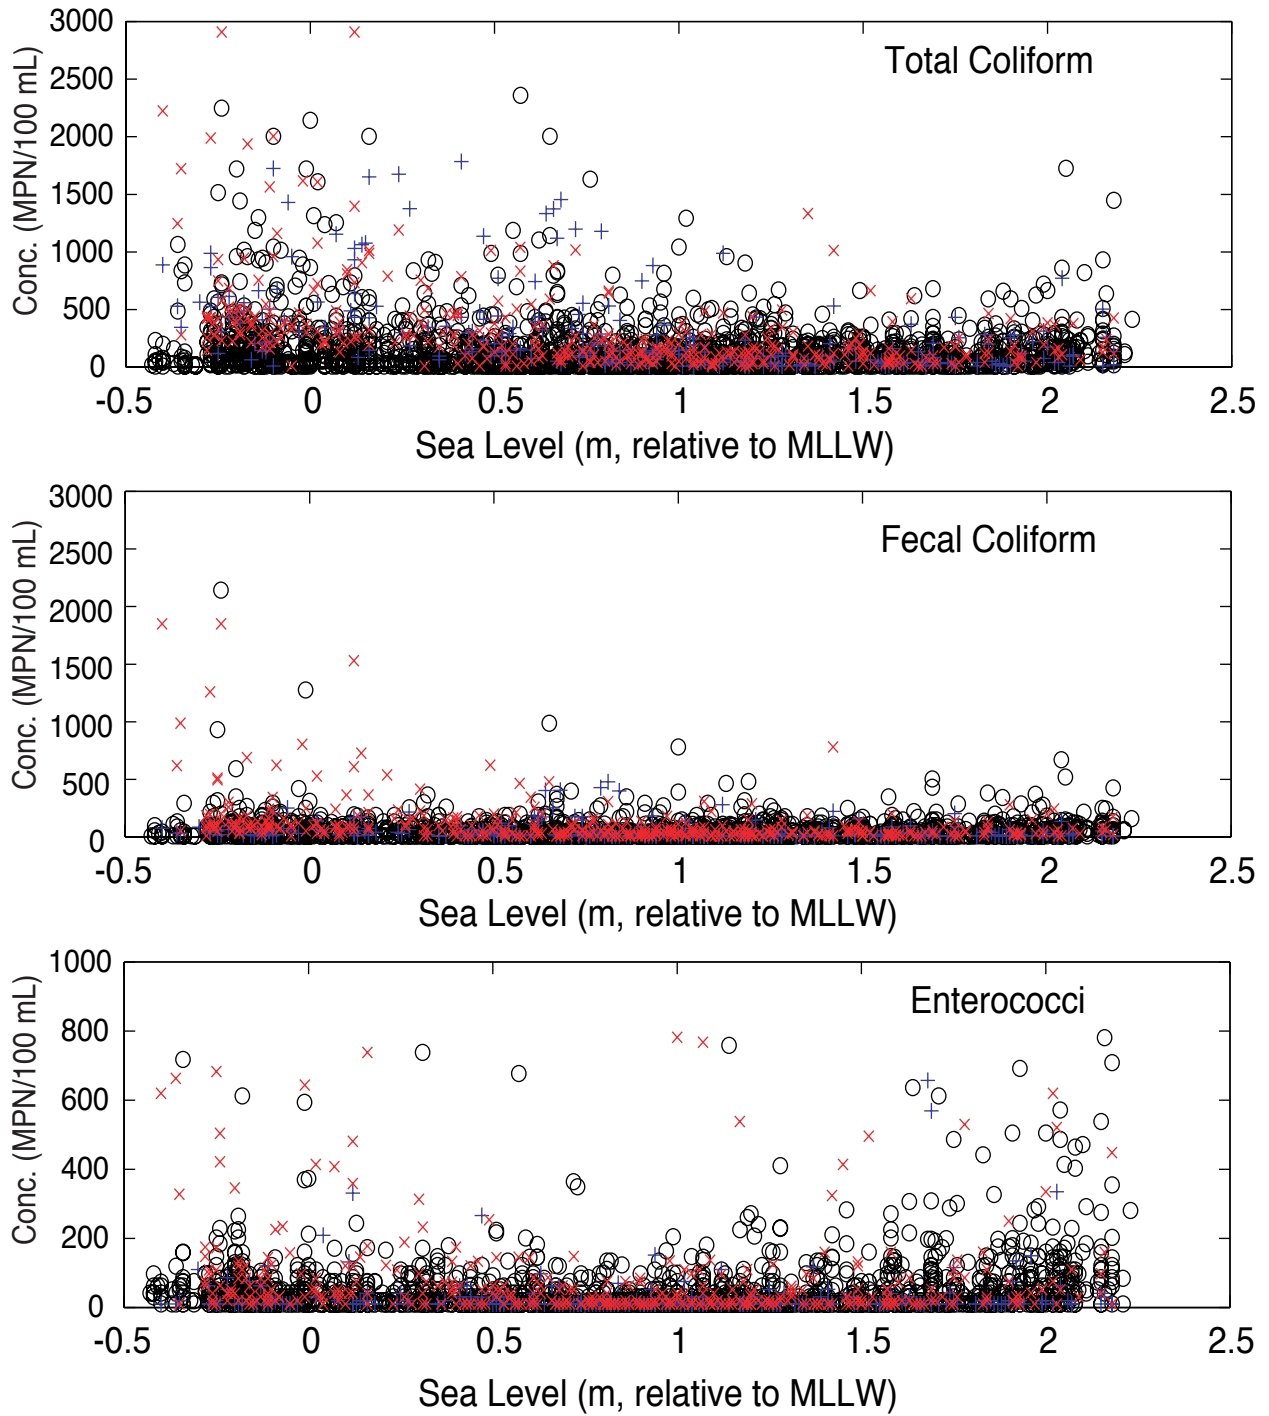 Conc. (MPN/100 mL)
3000
2500
2000
1500
1000
500
0
Total Coliform
-0.5 0 0.5 1 1.5 2 2.5
Sea Level (m, relative to MLLW)
Conc. (MPN/100 mL)
3000
2500
2000
1500
1000
500
0
Fecal Coliform
-0.5 0 0.5 1 1.5 2 2.5
Sea Level (m, relative to MLLW)
Conc. (MPN/100 mL)
1000
800
600
400
200
0
Enterococci
-0.5 0 0.5 1 1.5 2 2.5
Sea Level (m, relative to MLLW)